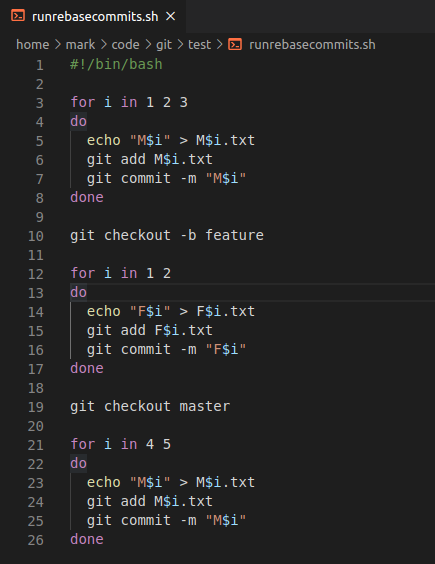 runrebasecommits.sh ×
home > mark > code > git > test > runrebasecommits.sh
1 #!/bin/bash
2
3 for i in 1 2 3
4 do
5 echo "M$i" > M$i.txt
6 git add M$i.txt
7 git commit -m "M$i"
8 done
9
10 git checkout -b feature
11
12 for i in 1 2
13 do
14 echo "F$i" > F$i.txt
15 git add F$i.txt
16 git commit -m "F$i"
17 done
18
19 git checkout master
20
21 for i in 4 5
22 do
23 echo "M$i" > M$i.txt
24 git add M$i.txt
25 git commit -m "M$i"
26 done